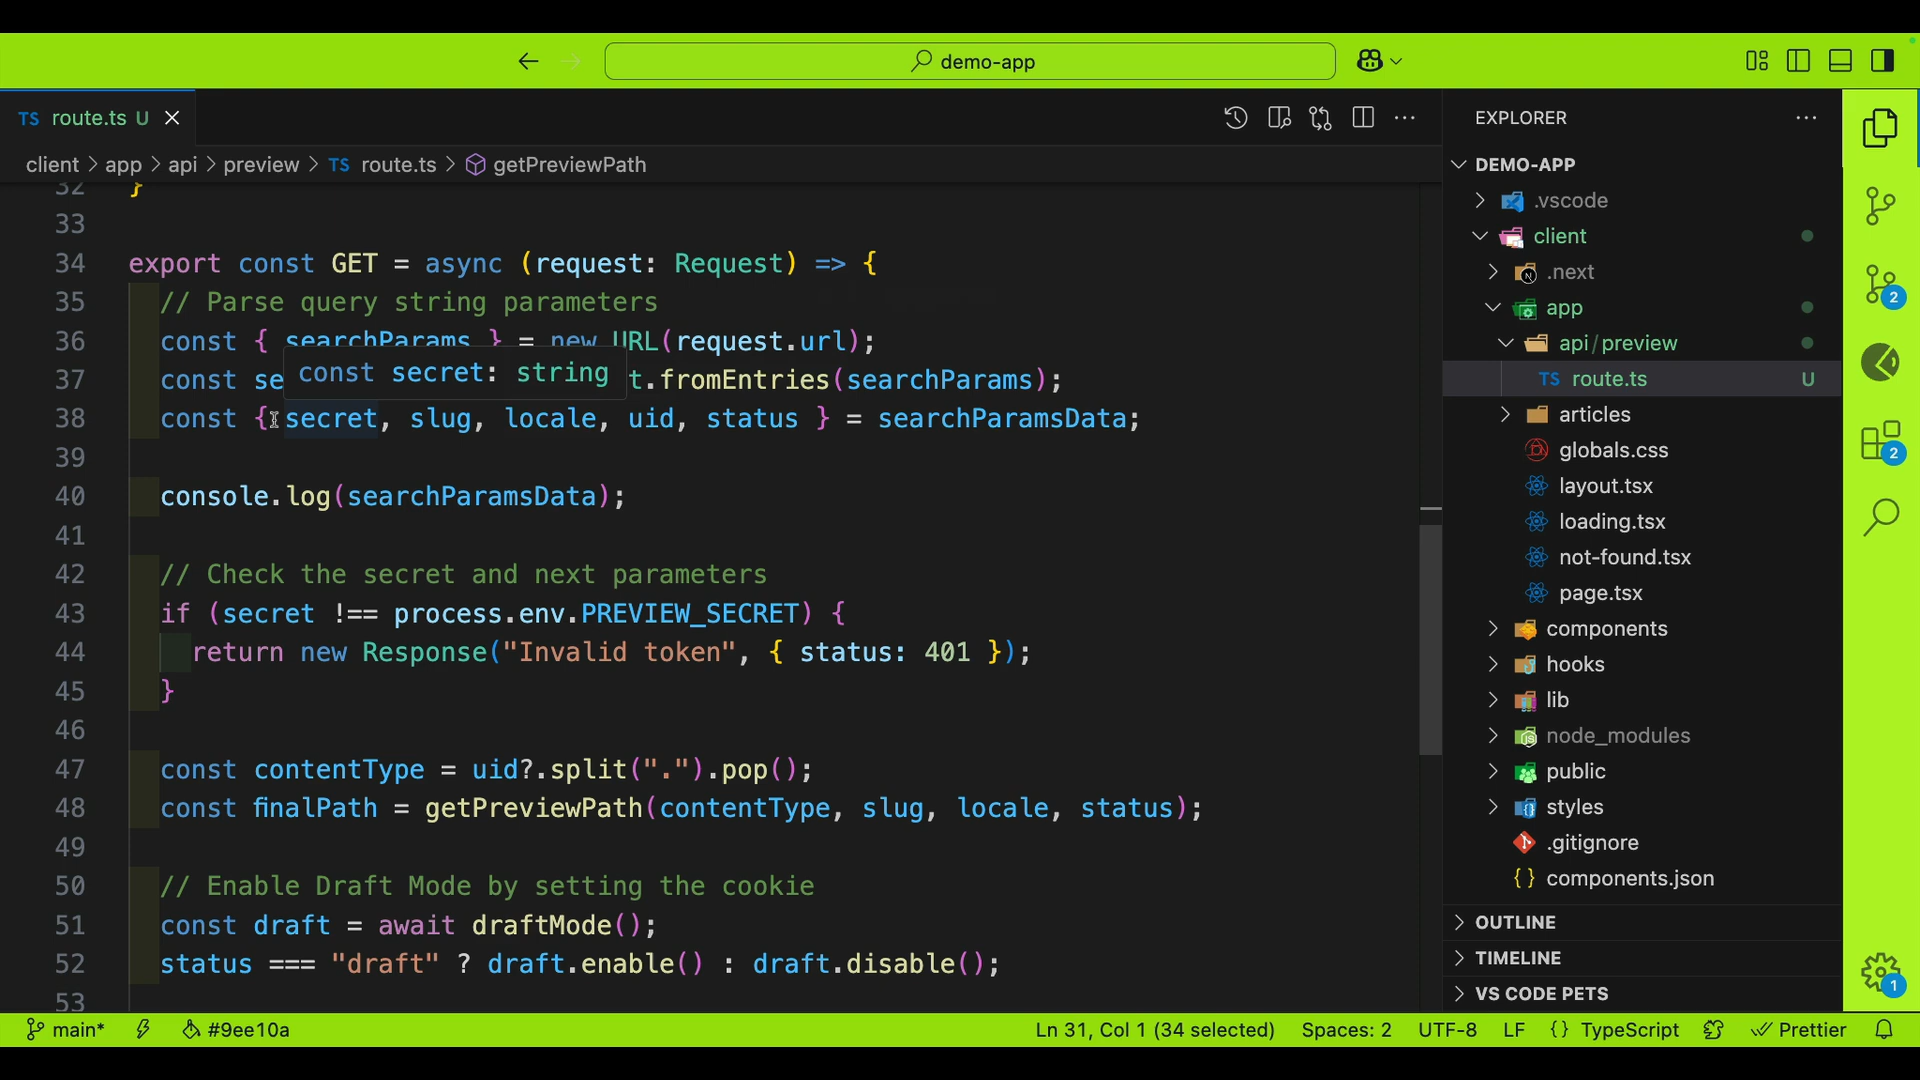 demo-app
TS route.ts U
client > app > api > preview > TS route.ts > getPreviewPath
32 }
33
34 export const GET = async (request: Request) => {
35 // Parse query string parameters
36 const { searchParams } = new URL(request.url);
37 const se t.fromEntries(searchParams);
const secret: string
38 const { secret, slug, locale, uid, status } = searchParamsData;
39
40 console.log(searchParamsData);
41
42 // Check the secret and next parameters
43 if (secret !== process.env.PREVIEW_SECRET) {
44 return new Response("Invalid token", { status: 401 });
45 }
46
47 const contentType = uid?.split(".").pop();
48 const finalPath = getPreviewPath(contentType, slug, locale, status);
49
50 // Enable Draft Mode by setting the cookie
51 const draft = await draftMode();
52 status === "draft" ? draft.enable() : draft.disable();
53
EXPLORER
DEMO-APP
.vscode
client
.next
app
api/preview
TS route.ts U
articles
globals.css
layout.tsx
loading.tsx
not-found.tsx
page.tsx
components
hooks
lib
node_modules
public
styles
.gitignore
{} components.json
OUTLINE
TIMELINE
VS CODE PETS
2
2
1
main* #9ee10a Ln 31, Col 1 (34 selected) Spaces: 2 UTF-8 LF {} TypeScript Prettier